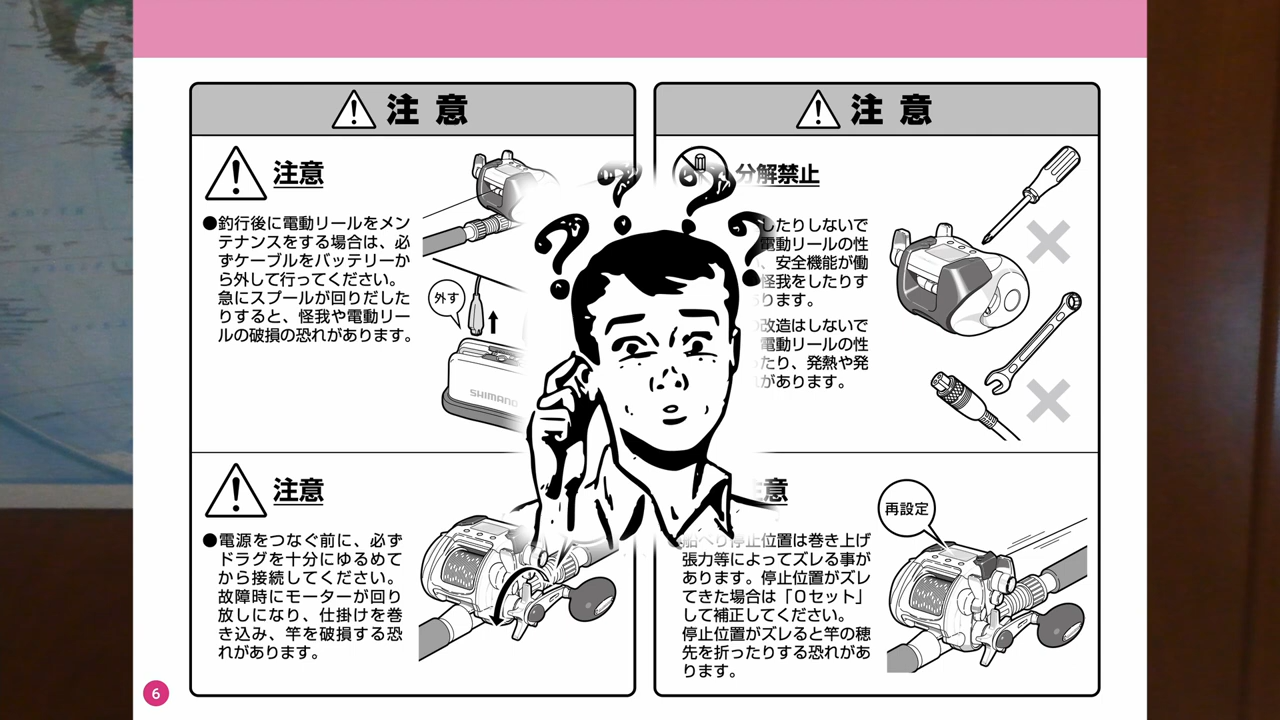 注意
注意
●釣行後に電動リールをメン
テナンスをする場合は、必
ずケーブルをバッテリーか
ら外して行ってください。
急にスプールが回りだした
りすると、怪我や電動リー
ルの破損の恐れがあります。
外す
SHIMANO
注意
●電源をつなぐ前に、必ず
ドラグを十分にゆるめて
から接続してください。
故障時にモーターが回り
放しになり、仕掛けを巻
き込み、竿を破損する恐
れがあります。
注意
分解禁止
したりしないで
電動リールの性
、安全機能が働
怪我をしたりす
ります。
改造はしないで
電動リールの性
たり、発熱や発
があります。
意
船べり停止位置は巻き上げ
張力等によってズレる事が
あります。停止位置がズレ
てきた場合は「0セット」
して補正してください。
停止位置がズレると竿の穂
先を折ったりする恐れがあ
ります。
再設定
? ? ? ?
6